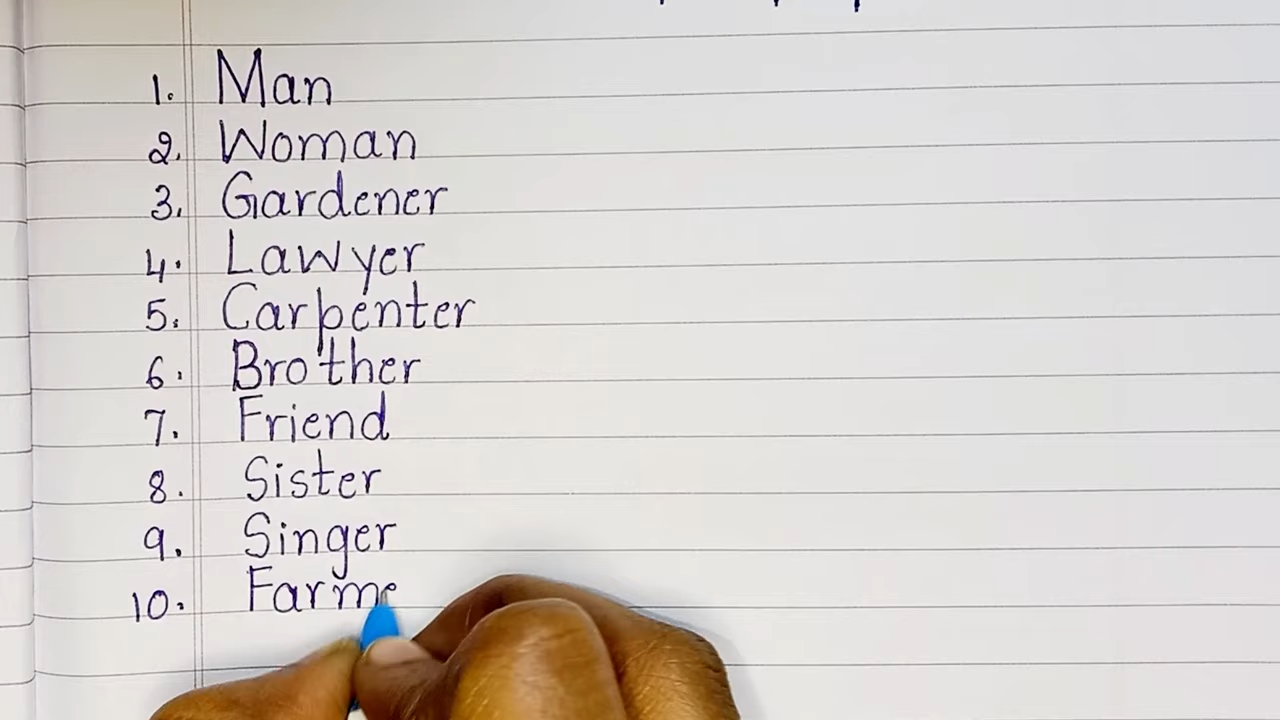 1. Man
2. Woman
3. Gardener
4. Lawyer
5. Carpenter
6. Brother
7. Friend
8. Sister
9. Singer
10. Farme